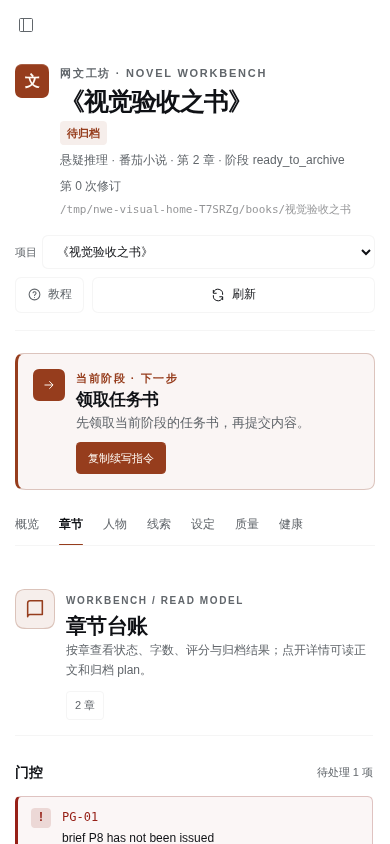 文
网文工坊 · NOVEL WORKBENCH
《视觉验收之书》
待归档
悬疑推理 · 番茄小说 · 第 2 章 · 阶段 ready_to_archive
第 0 次修订
/tmp/nwe-visual-home-T7SRZg/books/视觉验收之书
项目
《视觉验收之书》
教程
刷新
当前阶段 · 下一步
领取任务书
先领取当前阶段的任务书，再提交内容。
复制续写指令
概览 章节 人物 线索 设定 质量 健康
WORKBENCH / READ MODEL
章节台账
按章查看状态、字数、评分与归档结果；点开详情可读正
文和归档 plan。
2 章
门控
待处理 1 项
!
PG-01
brief P8 has not been issued